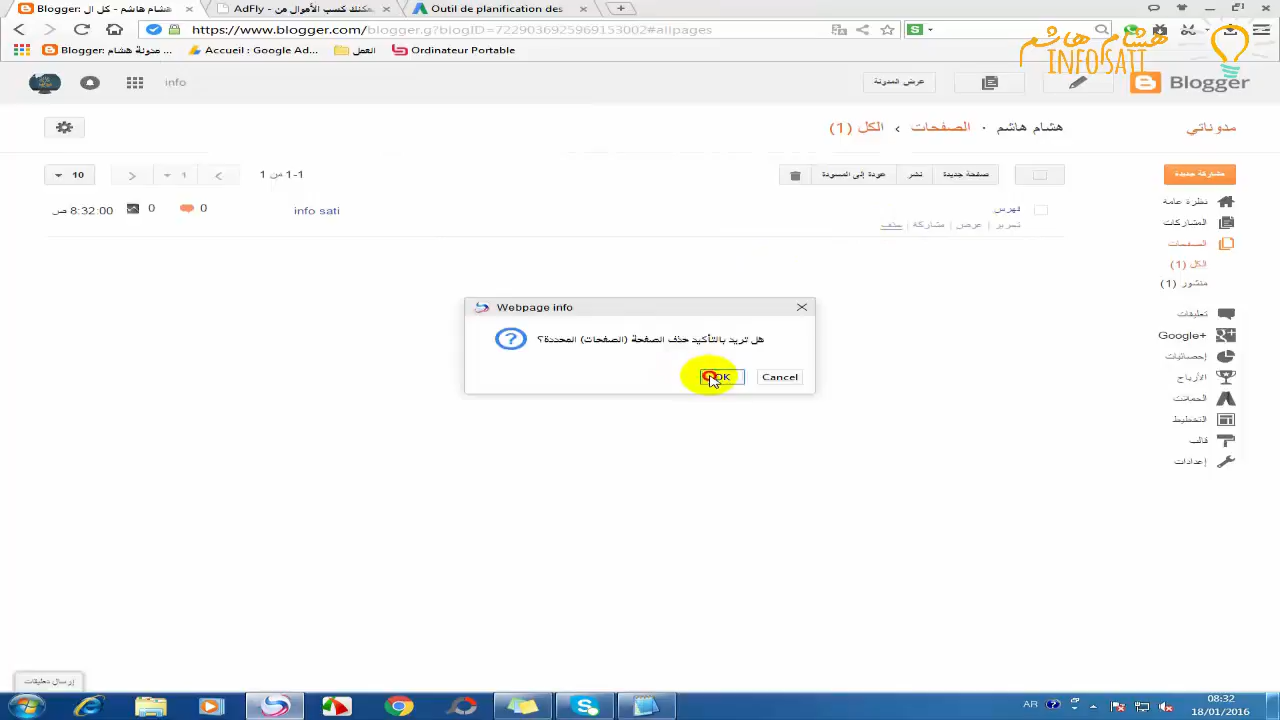 Blogger: هشام هاشم - كل ال
AdFly - يمكنك كسب الأموال من
Outil de planification des
http://www.blogger.com/blogger.g?blogID=7229036925969153002#allpages
Blogger: مدونة هشام
Accueil : Google Ad...
العمل
Ordinateur Portable
هشام هاشم
INFOSATI
info
عرض المدونة
Blogger
مدوناتي
هشام هاشم · الصفحات › الكل (1)
مشاركة جديدة
صفحة جديدة
نشر
عودة إلى المسودة
1-1 من 1
1
10
نظرة عامة
المشاركات
الصفحات
الكل (1)
منشور (1)
تعليقات
Google+
إحصائيات
الأرباح
الحملات
التخطيط
قالب
إعدادات
فهرس
تحرير | عرض | مشاركة | حذف
info sati
0
0
8:32:00 ص
Webpage info
هل تريد بالتأكيد حذف الصفحة (الصفحات) المحددة؟
OK
Cancel
إرسال تعليقات
AR
08:32
18/01/2016